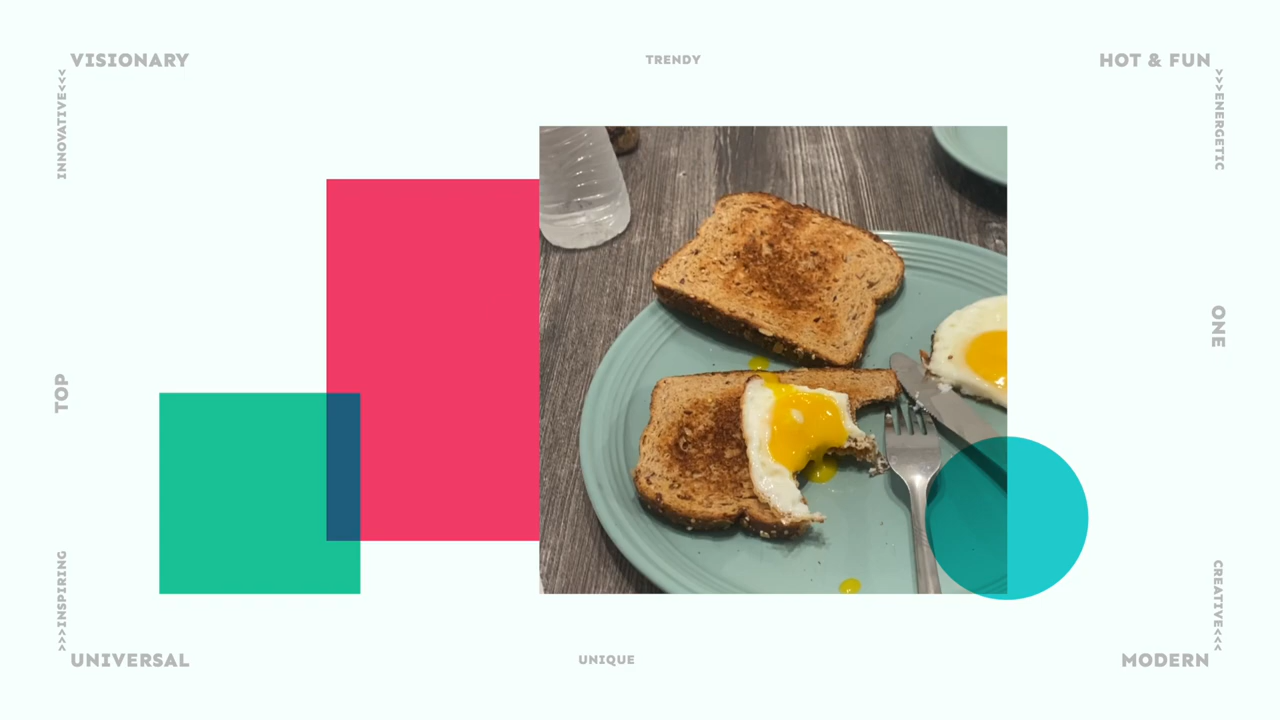 VISIONARY
TRENDY
HOT & FUN
INNOVATIVE<<<
>>>ENERGETIC
TOP
ONE
>>>INSPIRING
CREATIVE<<<
UNIVERSAL
UNIQUE
MODERN